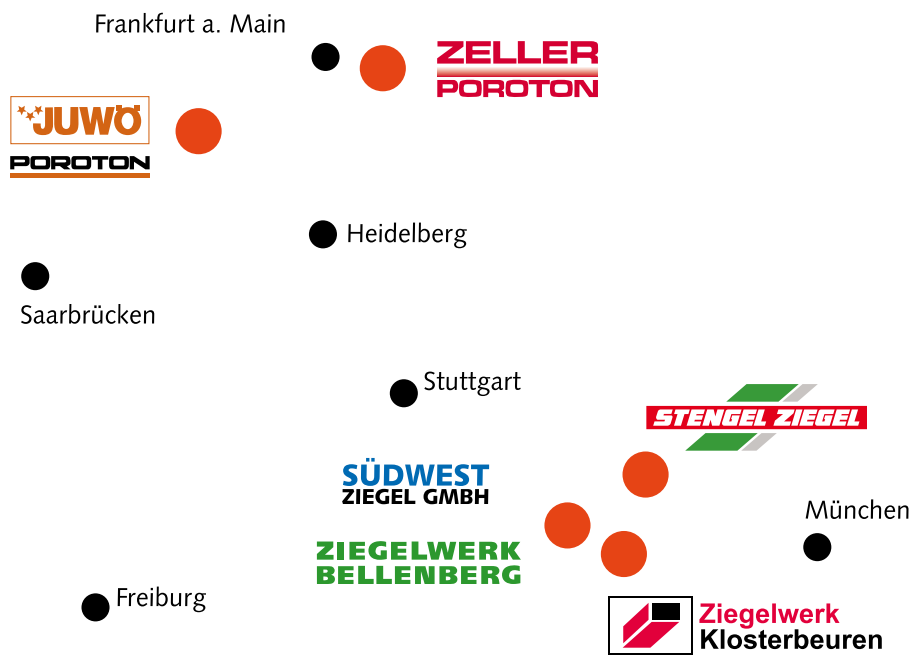 Frankfurt a. Main
ZELLER
POROTON
JUWÖ
POROTON
Heidelberg
Saarbrücken
Stuttgart
STENGEL ZIEGEL
SÜDWEST
ZIEGEL GMBH
München
ZIEGELWERK
BELLENBERG
Freiburg
Ziegelwerk
Klosterbeuren